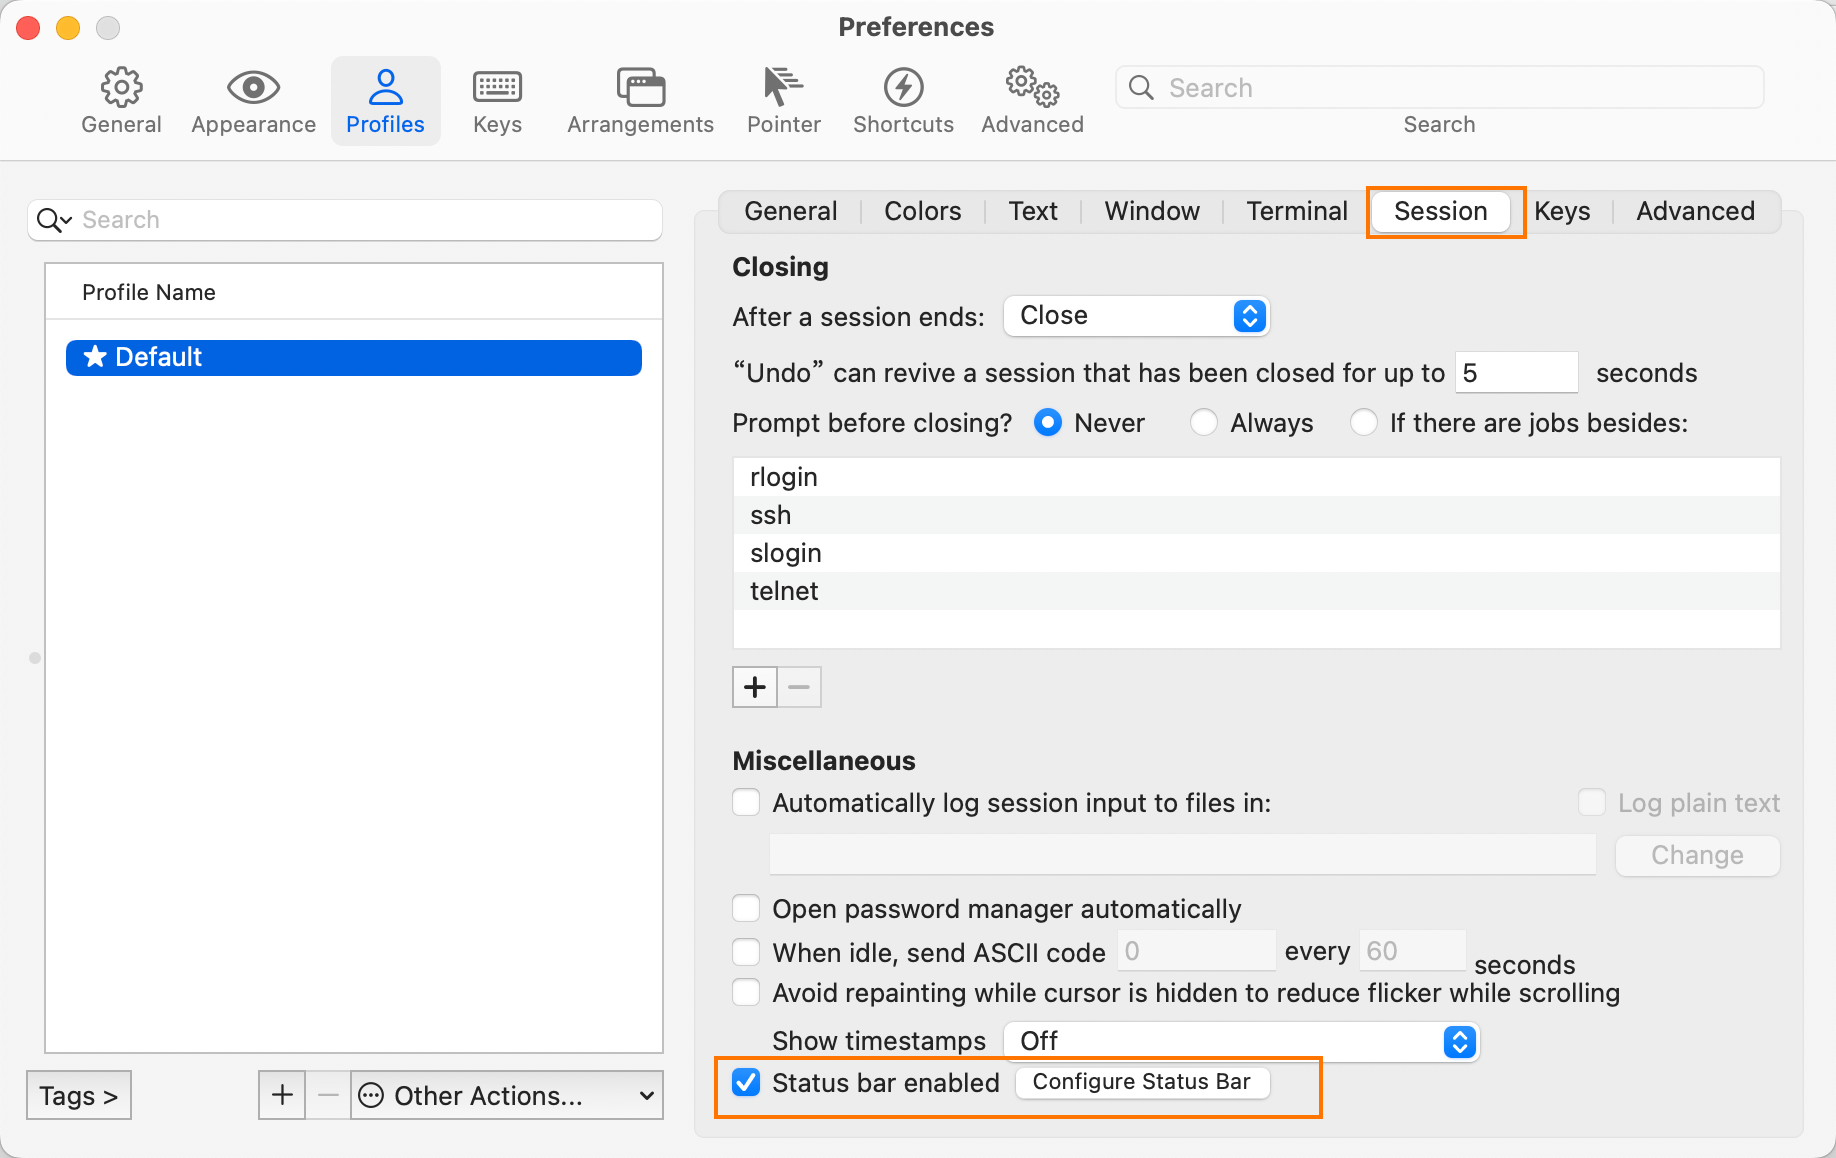 Preferences
General
Appearance
Profiles
Keys
Arrangements
Pointer
Shortcuts
Advanced
Search
Search
Search
Profile Name
Default
Tags >
Other Actions...
General
Colors
Text
Window
Terminal
Session
Keys
Advanced
Closing
After a session ends: Close
“Undo” can revive a session that has been closed for up to 5 seconds
Prompt before closing? Never Always If there are jobs besides:
rlogin
ssh
slogin
telnet
Miscellaneous
Automatically log session input to files in: Log plain text
Change
Open password manager automatically
When idle, send ASCII code 0 every 60 seconds
Avoid repainting while cursor is hidden to reduce flicker while scrolling
Show timestamps Off
Status bar enabled Configure Status Bar